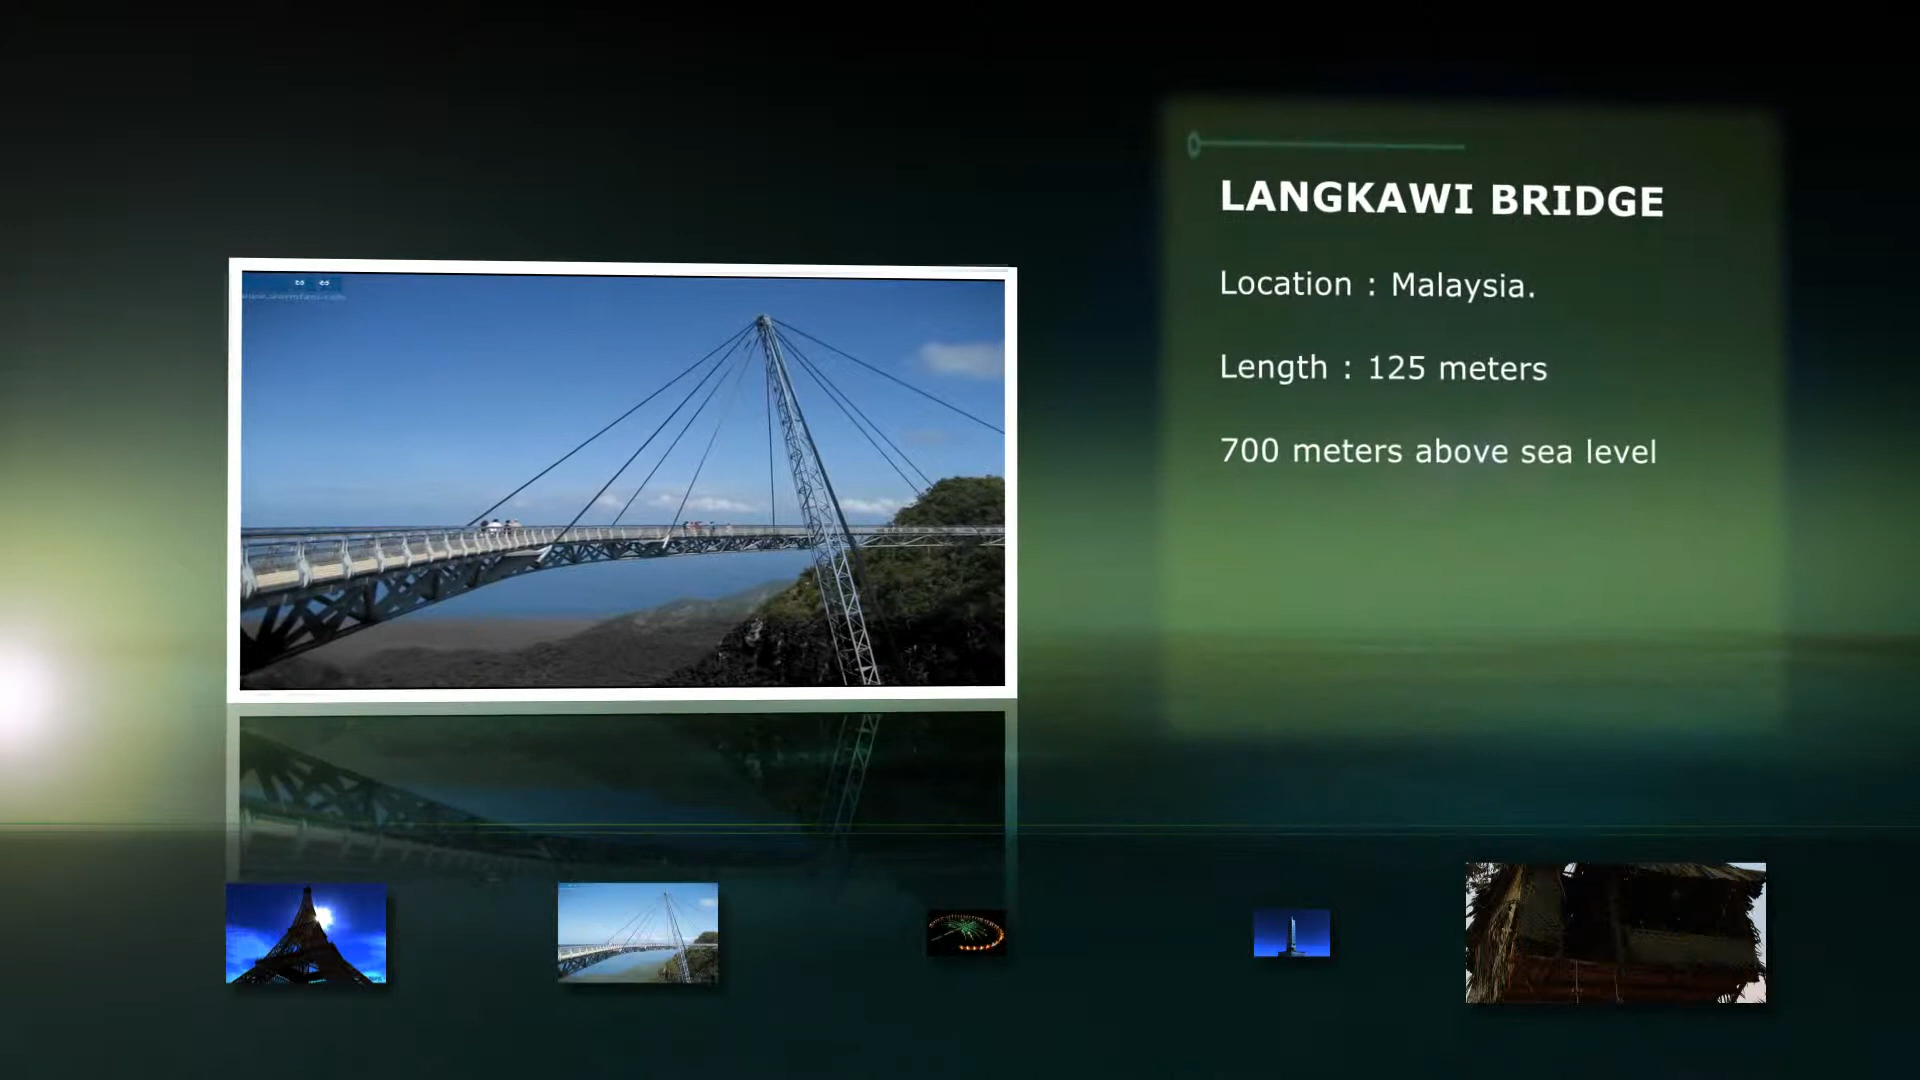 LANGKAWI BRIDGE
Location : Malaysia.
Length : 125 meters
700 meters above sea level